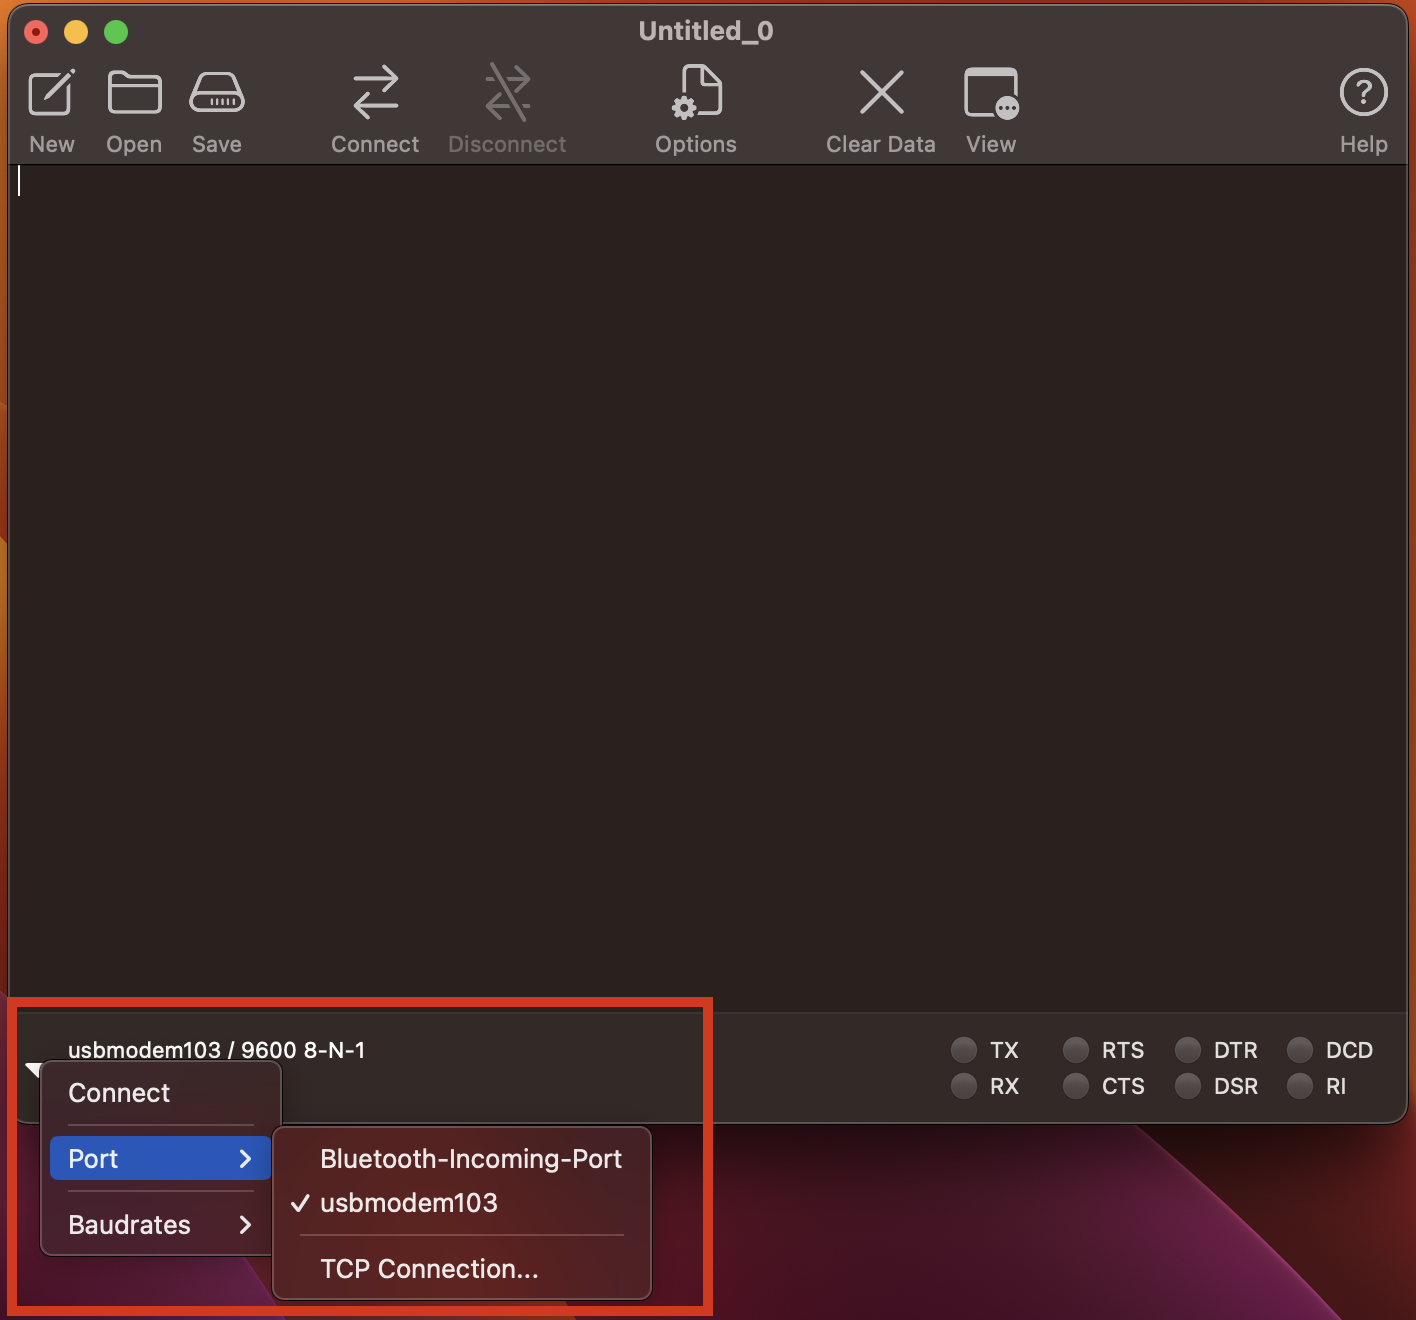 Untitled_0
New Open Save Connect Disconnect Options Clear Data View Help
usbmodem103 / 9600 8-N-1
TX RTS DTR DCD
RX CTS DSR RI
Connect
Port
Baudrates
Bluetooth-Incoming-Port
usbmodem103
TCP Connection...